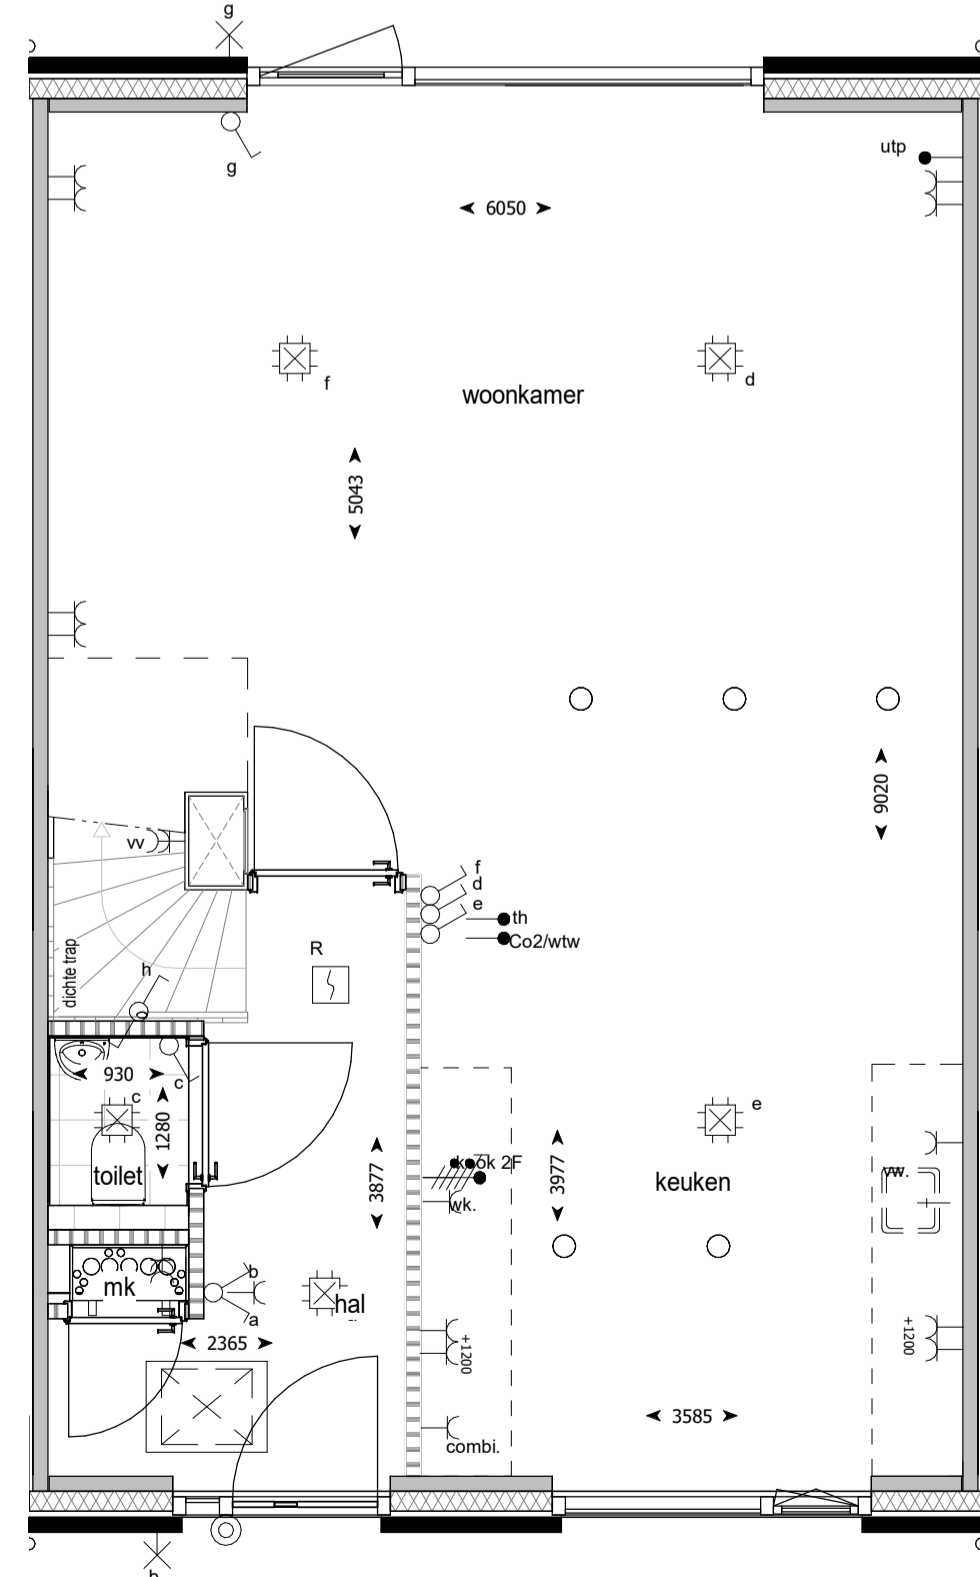 g
g
utp
6050
f
d
woonkamer
5043
9020
vv
f
d
e
th
Co2/wtw
R
dichte trap
h
930
c
c
1280
toilet
e
kook 2F
wk.
3877
3977
keuken
vw.
mk
b
a
hal
2365
+1200
+1200
3585
combi.
b